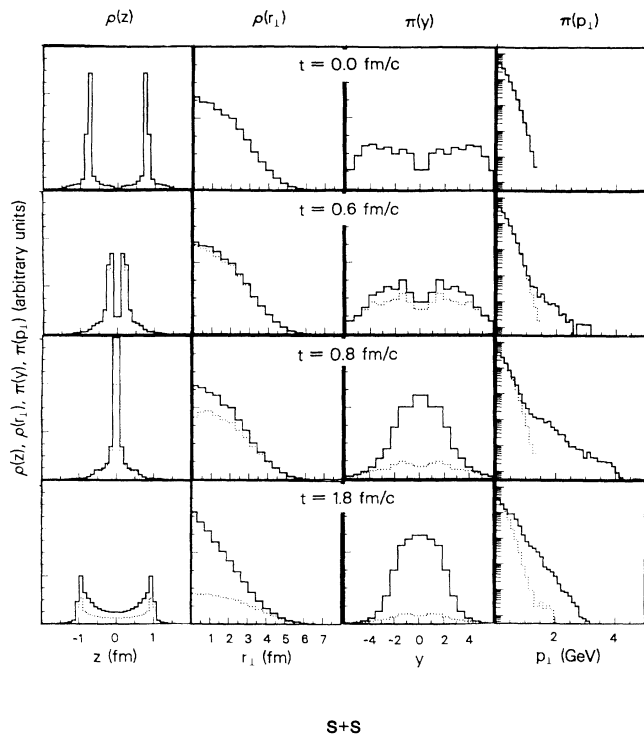 ρ(z) ρ(r⊥) π(y) π(p⊥)
t = 0.0 fm/c
t = 0.6 fm/c
t = 0.8 fm/c
t = 1.8 fm/c
ρ(z), ρ(r⊥), π(y), π(p⊥) (arbitrary units)
-1 0 1 1 2 3 4 5 6 7 -4 -2 0 2 4 2 4
z (fm) r⊥ (fm) y p⊥ (GeV)
S+S